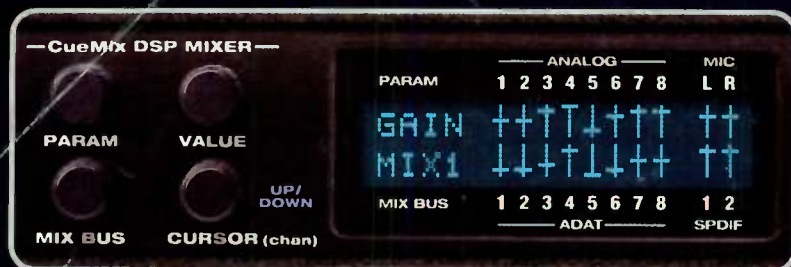 CueMix DSP MIXER
PARAM
VALUE
MIX BUS
CURSOR (chan)
UP/
DOWN
ANALOG
MIC
PARAM
1 2 3 4 5 6 7 8
L R
GAIN
MIX1
MIX BUS
1 2 3 4 5 6 7 8
1 2
ADAT
SPDIF